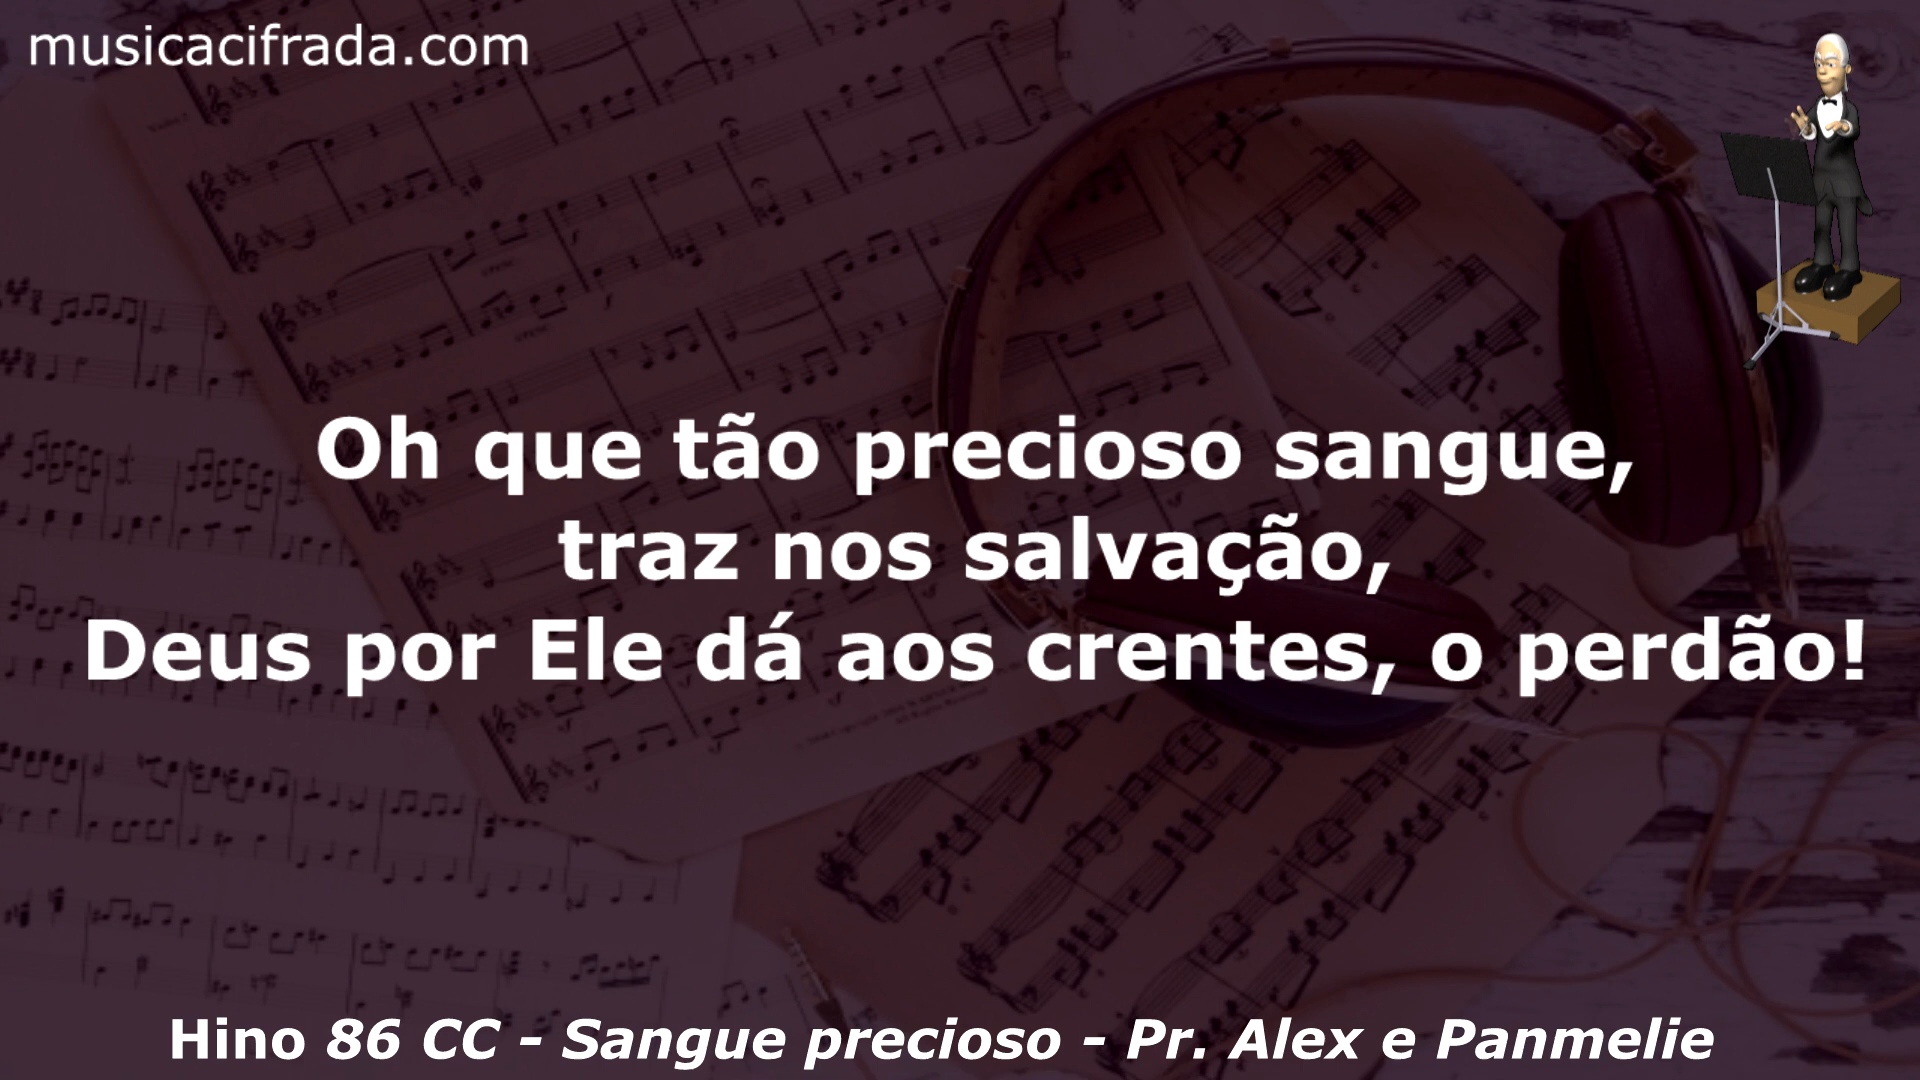 musicacifrada.com
Oh que tão precioso sangue,
traz nos salvação,
Deus por Ele dá aos crentes, o perdão!
Hino 86 CC - Sangue precioso - Pr. Alex e Panmelie